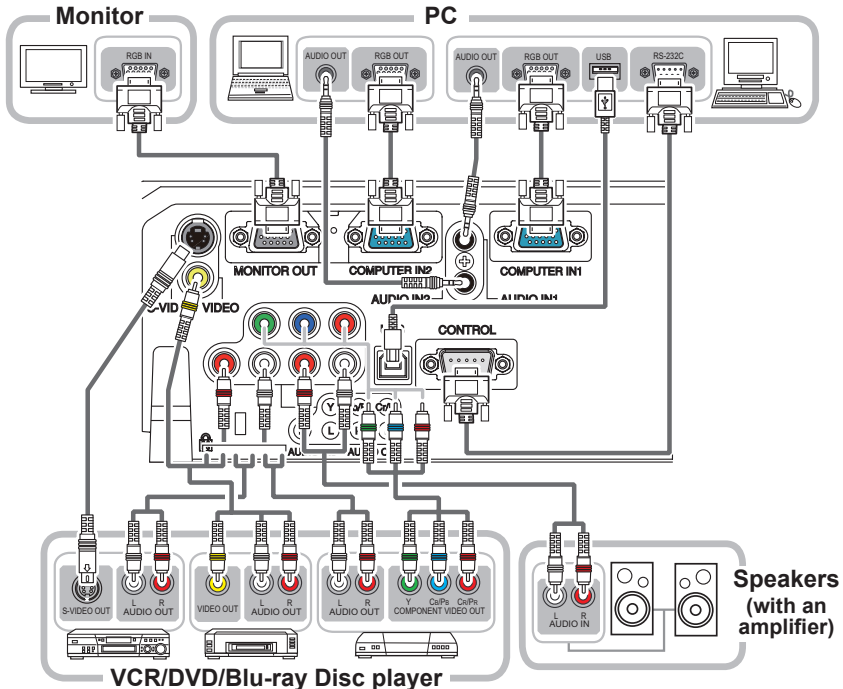 Monitor
PC
RGB IN
AUDIO OUT
RGB OUT
AUDIO OUT
RGB OUT
USB
RS-232C
MONITOR OUT
COMPUTER IN2
COMPUTER IN1
VIDEO
AUDIO IN1
CONTROL
Y
L
S-VIDEO OUT
L
R
AUDIO OUT
VIDEO OUT
L
R
AUDIO OUT
L
R
AUDIO OUT
Y
CB/PB
CR/PR
COMPONENT VIDEO OUT
L
R
AUDIO IN
Speakers
(with an
amplifier)
VCR/DVD/Blu-ray Disc player